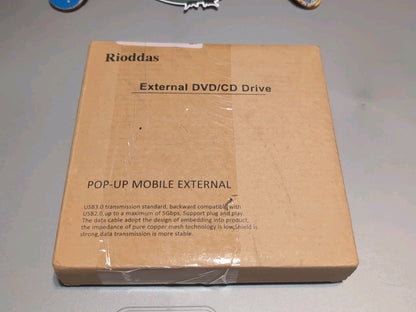 Rioddas
External DVD/CD Drive
POP-UP MOBILE EXTERNAL
USB3.0 transmission standard, backward compatible with
USB2.0, up to a maximum of 5Gbps. Support plug and play.
The data cable adopt the design of embedding into product,
the impedance of pure copper mesh technology is low,Shield is
strong,data transmission is more stable.